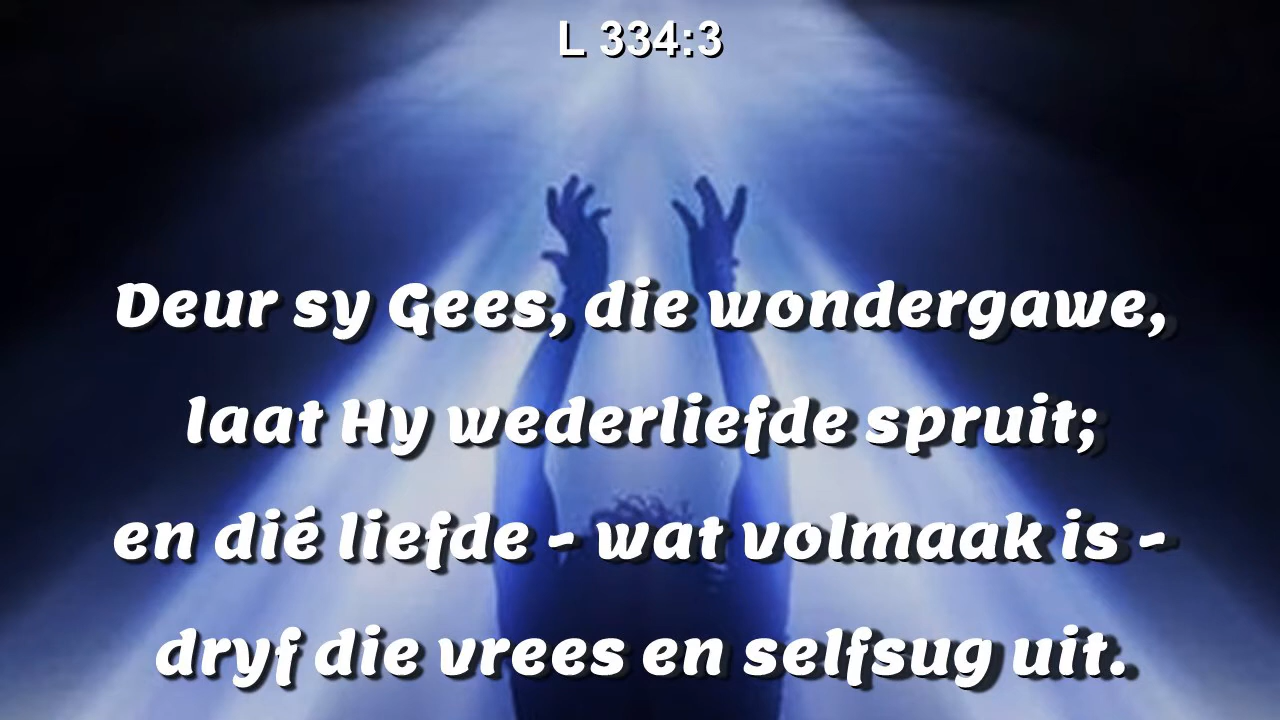 L 334:3
Deur sy Gees, die wondergawe,
laat Hy wederliefde spruit;
en dié liefde - wat volmaak is -
dryf die vrees en selfsug uit.